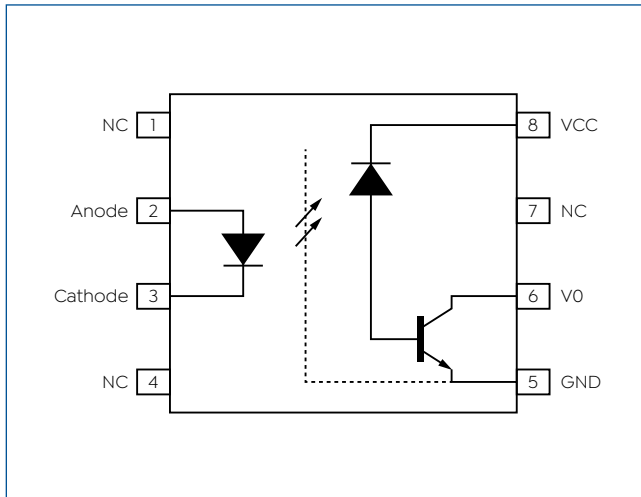 NC 1
8 VCC
Anode 2
7 NC
Cathode 3
6 V0
NC 4
5 GND